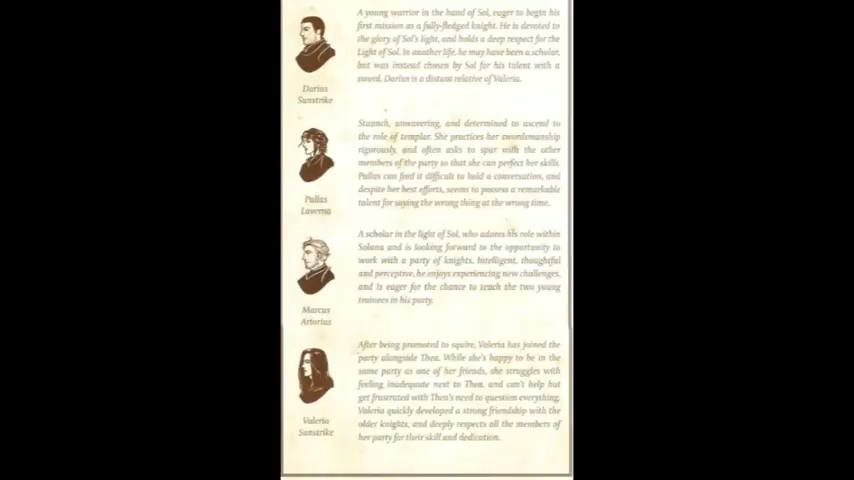 A young warrior in the hand of Sol, eager to begin his
first mission as a fully-fledged knight. He is devoted to
the glory of Sol's light, and holds a deep respect for the
Light of Sol. In another life, he may have been a scholar,
but was instead chosen by Sol for his talent with a
sword. Darius is a distant relative of Valeria.
Darius
Sunstrike
Staunch, unwavering, and determined to ascend to
the role of templar. She practices her swordsmanship
rigorously, and often asks to spar with the other
members of the party so that she can perfect her skills.
Pallas can find it difficult to hold a conversation, and
despite her best efforts, seems to possess a remarkable
talent for saying the wrong thing at the wrong time.
Pallas
Laverna
A scholar in the light of Sol, who adores his role within
Solana and is looking forward to the opportunity to
work with a party of knights. Intelligent, thoughtful
and perceptive, he enjoys experiencing new challenges,
and is eager for the chance to teach the two young
trainees in his party.
Marcus
Artorius
After being promoted to squire, Valeria has joined the
party alongside Thea. While she's happy to be in the
same party as one of her friends, she struggles with
feeling inadequate next to Thea, and can't help but
get frustrated with Thea's need to question everything.
Valeria quickly developed a strong friendship with the
older knights, and deeply respects all the members of
her party for their skill and dedication.
Valeria
Sunstrike